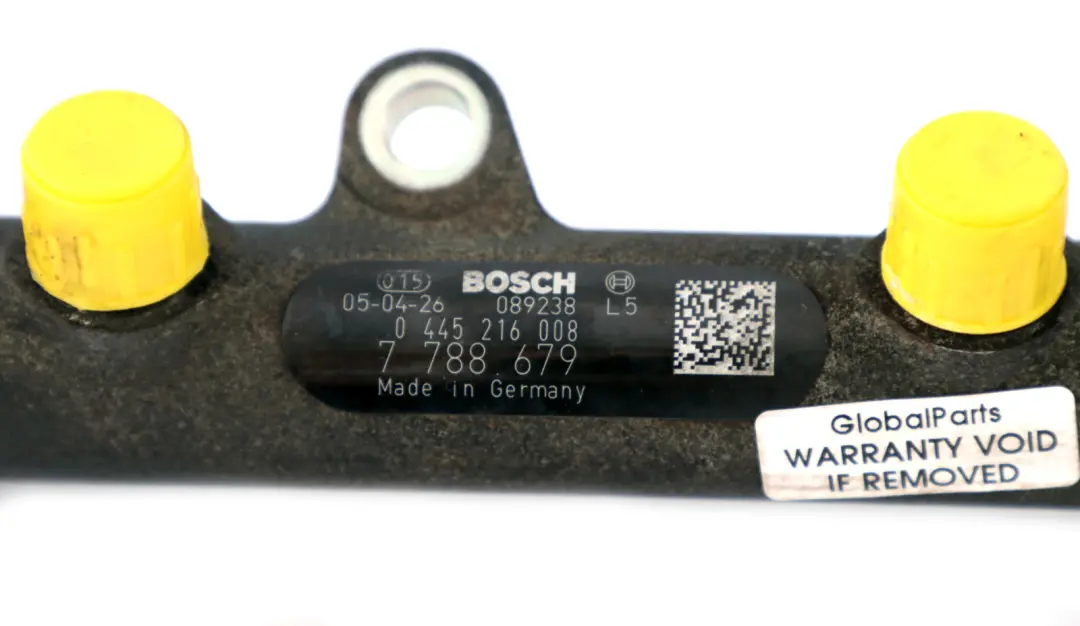 015 BOSCH
05-04-26 089238 L5
0 445 216 008
7 788 679
Made in Germany
GlobalParts
WARRANTY VOID
IF REMOVED